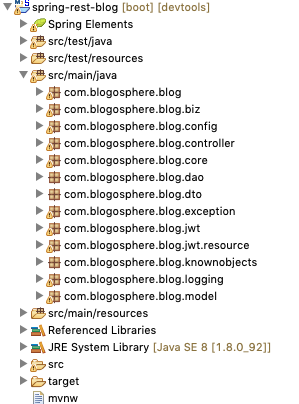 spring-rest-blog [boot] [devtools]
Spring Elements
src/test/java
src/test/resources
src/main/java
com.blogosphere.blog
com.blogosphere.blog.biz
com.blogosphere.blog.config
com.blogosphere.blog.controller
com.blogosphere.blog.core
com.blogosphere.blog.dao
com.blogosphere.blog.dto
com.blogosphere.blog.exception
com.blogosphere.blog.jwt
com.blogosphere.blog.jwt.resource
com.blogosphere.blog.knownobjects
com.blogosphere.blog.logging
com.blogosphere.blog.model
src/main/resources
Referenced Libraries
JRE System Library [Java SE 8 [1.8.0_92]]
src
target
mvnw